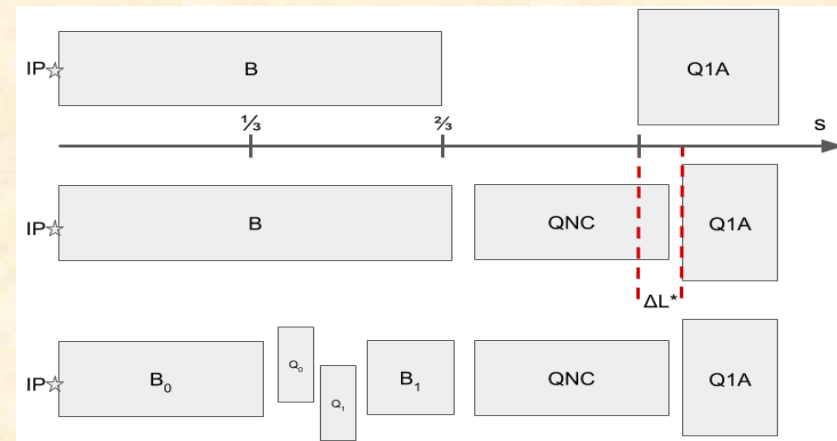 IP☆ B Q1A
⅓ ⅔ s
IP☆ B QNC Q1A
ΔL*
IP☆ B₀ Q₀ Q₁ B₁ QNC Q1A